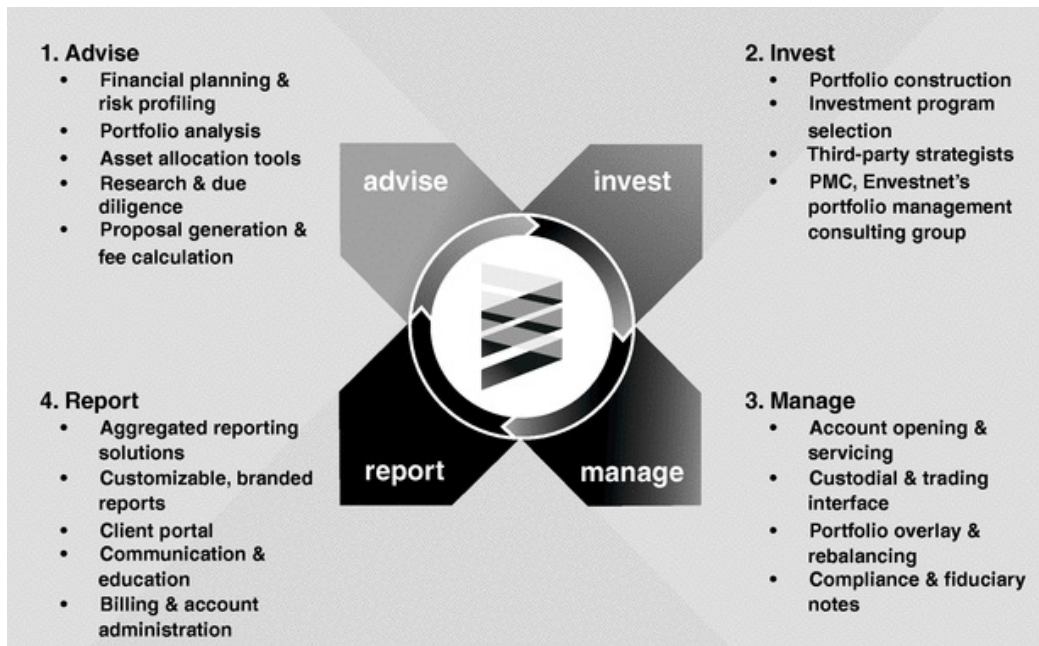 1. Advise
• Financial planning &
risk profiling
• Portfolio analysis
• Asset allocation tools
• Research & due
diligence
• Proposal generation &
fee calculation
2. Invest
• Portfolio construction
• Investment program
selection
• Third-party strategists
• PMC, Envestnet's
portfolio management
consulting group
advise
invest
report
manage
4. Report
• Aggregated reporting
solutions
• Customizable, branded
reports
• Client portal
• Communication &
education
• Billing & account
administration
3. Manage
• Account opening &
servicing
• Custodial & trading
interface
• Portfolio overlay &
rebalancing
• Compliance & fiduciary
notes